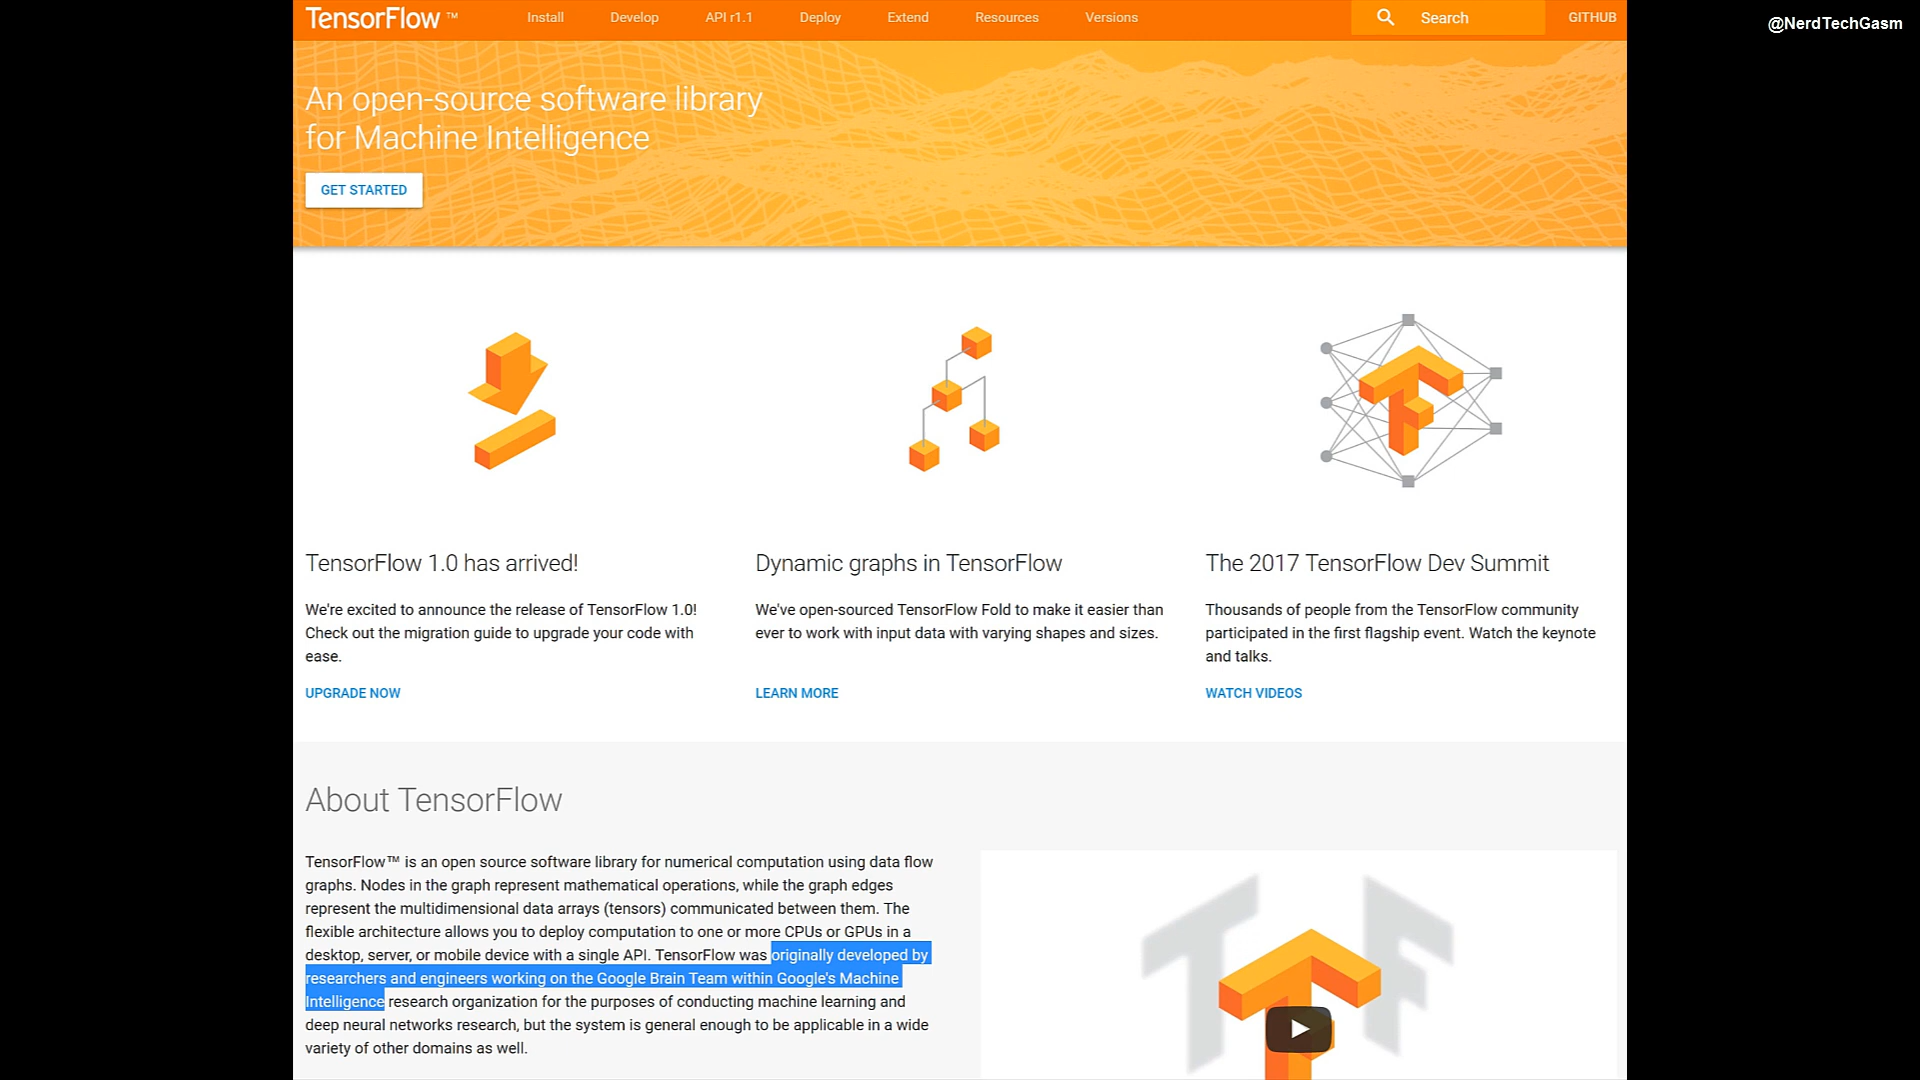 TensorFlow ™ Install Develop API r1.1 Deploy Extend Resources Versions Search GITHUB
@NerdTechGasm
An open-source software library
for Machine Intelligence
GET STARTED
TensorFlow 1.0 has arrived!
We're excited to announce the release of TensorFlow 1.0!
Check out the migration guide to upgrade your code with
ease.
UPGRADE NOW
Dynamic graphs in TensorFlow
We've open-sourced TensorFlow Fold to make it easier than
ever to work with input data with varying shapes and sizes.
LEARN MORE
The 2017 TensorFlow Dev Summit
Thousands of people from the TensorFlow community
participated in the first flagship event. Watch the keynote
and talks.
WATCH VIDEOS
About TensorFlow
TensorFlow™ is an open source software library for numerical computation using data flow
graphs. Nodes in the graph represent mathematical operations, while the graph edges
represent the multidimensional data arrays (tensors) communicated between them. The
flexible architecture allows you to deploy computation to one or more CPUs or GPUs in a
desktop, server, or mobile device with a single API. TensorFlow was originally developed by
researchers and engineers working on the Google Brain Team within Google's Machine
Intelligence research organization for the purposes of conducting machine learning and
deep neural networks research, but the system is general enough to be applicable in a wide
variety of other domains as well.